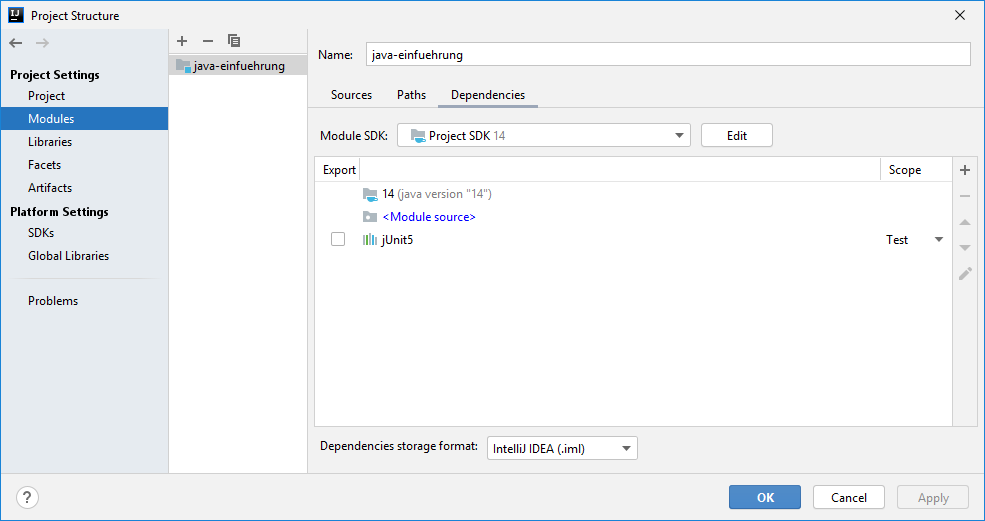 Project Structure
Project Settings
Project
Modules
Libraries
Facets
Artifacts
Platform Settings
SDKs
Global Libraries
Problems
java-einfuehrung
Name: java-einfuehrung
Sources Paths Dependencies
Module SDK: Project SDK 14 Edit
Export Scope
14 (java version "14")
<Module source>
jUnit5 Test
Dependencies storage format: IntelliJ IDEA (.iml)
? OK Cancel Apply